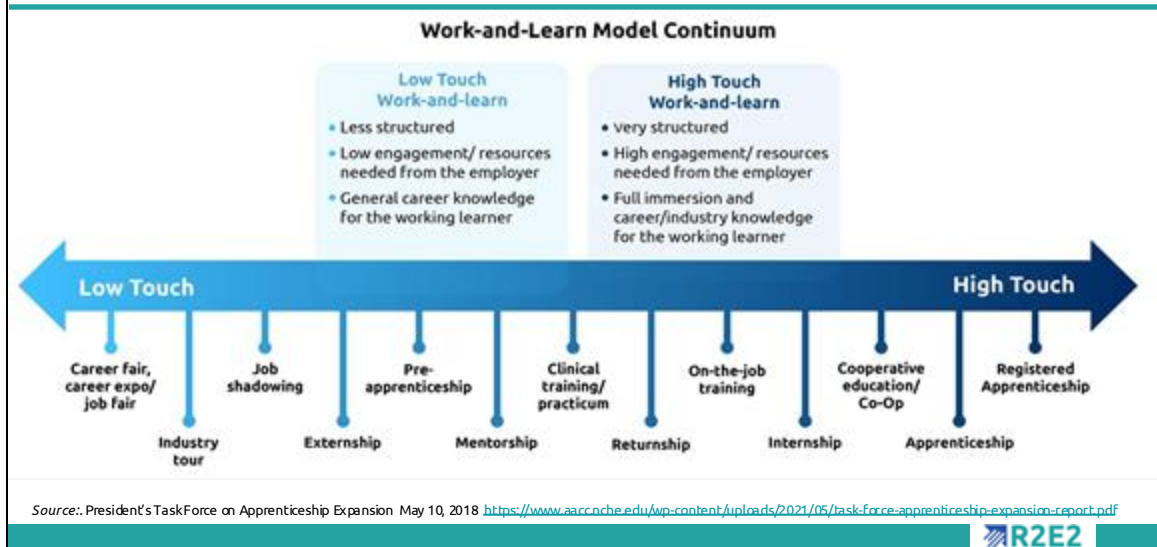 Work-and-Learn Model Continuum
Low Touch
Work-and-learn
• Less structured
• Low engagement/ resources
needed from the employer
• General career knowledge
for the working learner
High Touch
Work-and-learn
• very structured
• High engagement/ resources
needed from the employer
• Full immersion and
career/industry knowledge
for the working learner
Low Touch
High Touch
Career fair,
career expo/
job fair
Industry
tour
Job
shadowing
Externship
Pre-
apprenticeship
Mentorship
Clinical
training/
practicum
Returnship
On-the-job
training
Internship
Cooperative
education/
Co-Op
Apprenticeship
Registered
Apprenticeship
Source:. President's Task Force on Apprenticeship Expansion May 10, 2018 https://www.aacc.nche.edu/wp-content/uploads/2021/05/task-force-apprenticeship-expansion-report.pdf
R2E2